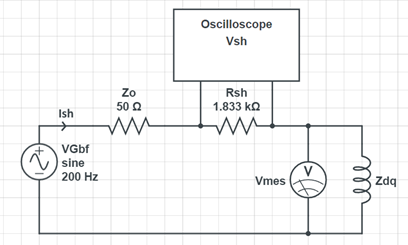 Oscilloscope
Vsh
Zo
50 Ω
Rsh
1.833 kΩ
Ish
VGbf
sine
200 Hz
Vmes
V
Zdq